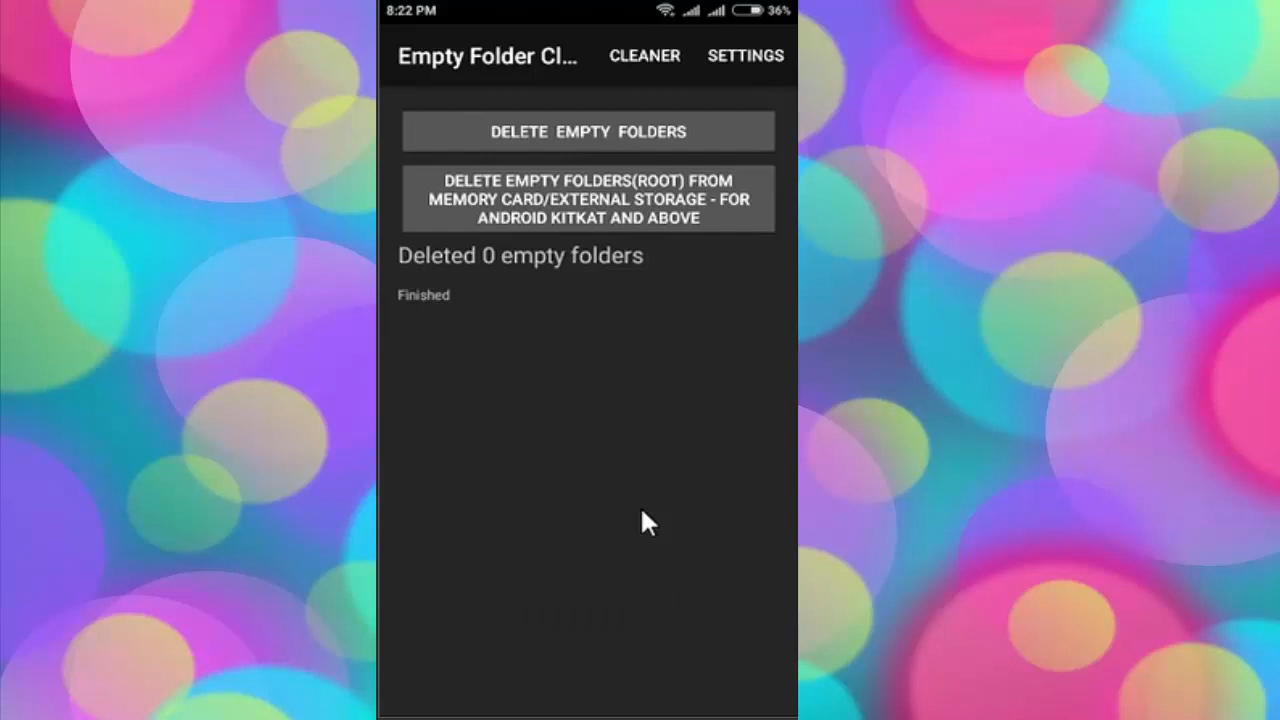 8:22 PM 36%
Empty Folder Cl... CLEANER SETTINGS
DELETE EMPTY FOLDERS
DELETE EMPTY FOLDERS(ROOT) FROM
MEMORY CARD/EXTERNAL STORAGE - FOR
ANDROID KITKAT AND ABOVE
Deleted 0 empty folders
Finished